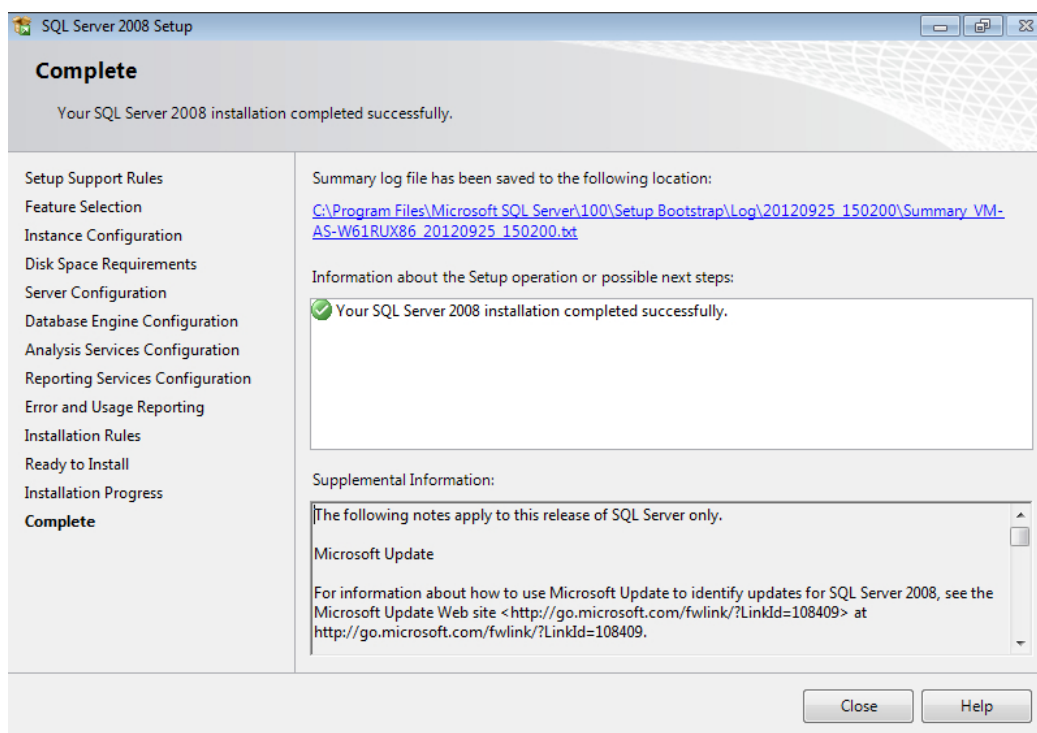 SQL Server 2008 Setup
Complete
Your SQL Server 2008 installation completed successfully.
Setup Support Rules
Feature Selection
Instance Configuration
Disk Space Requirements
Server Configuration
Database Engine Configuration
Analysis Services Configuration
Reporting Services Configuration
Error and Usage Reporting
Installation Rules
Ready to Install
Installation Progress
Complete
Summary log file has been saved to the following location:
C:\Program Files\Microsoft SQL Server\100\Setup Bootstrap\Log\20120925_150200\Summary_VM-
AS-W61RUX86_20120925_150200.txt
Information about the Setup operation or possible next steps:
Your SQL Server 2008 installation completed successfully.
Supplemental Information:
The following notes apply to this release of SQL Server only.
Microsoft Update
For information about how to use Microsoft Update to identify updates for SQL Server 2008, see the
Microsoft Update Web site <http://go.microsoft.com/fwlink/?LinkId=108409> at
http://go.microsoft.com/fwlink/?LinkId=108409.
Close
Help